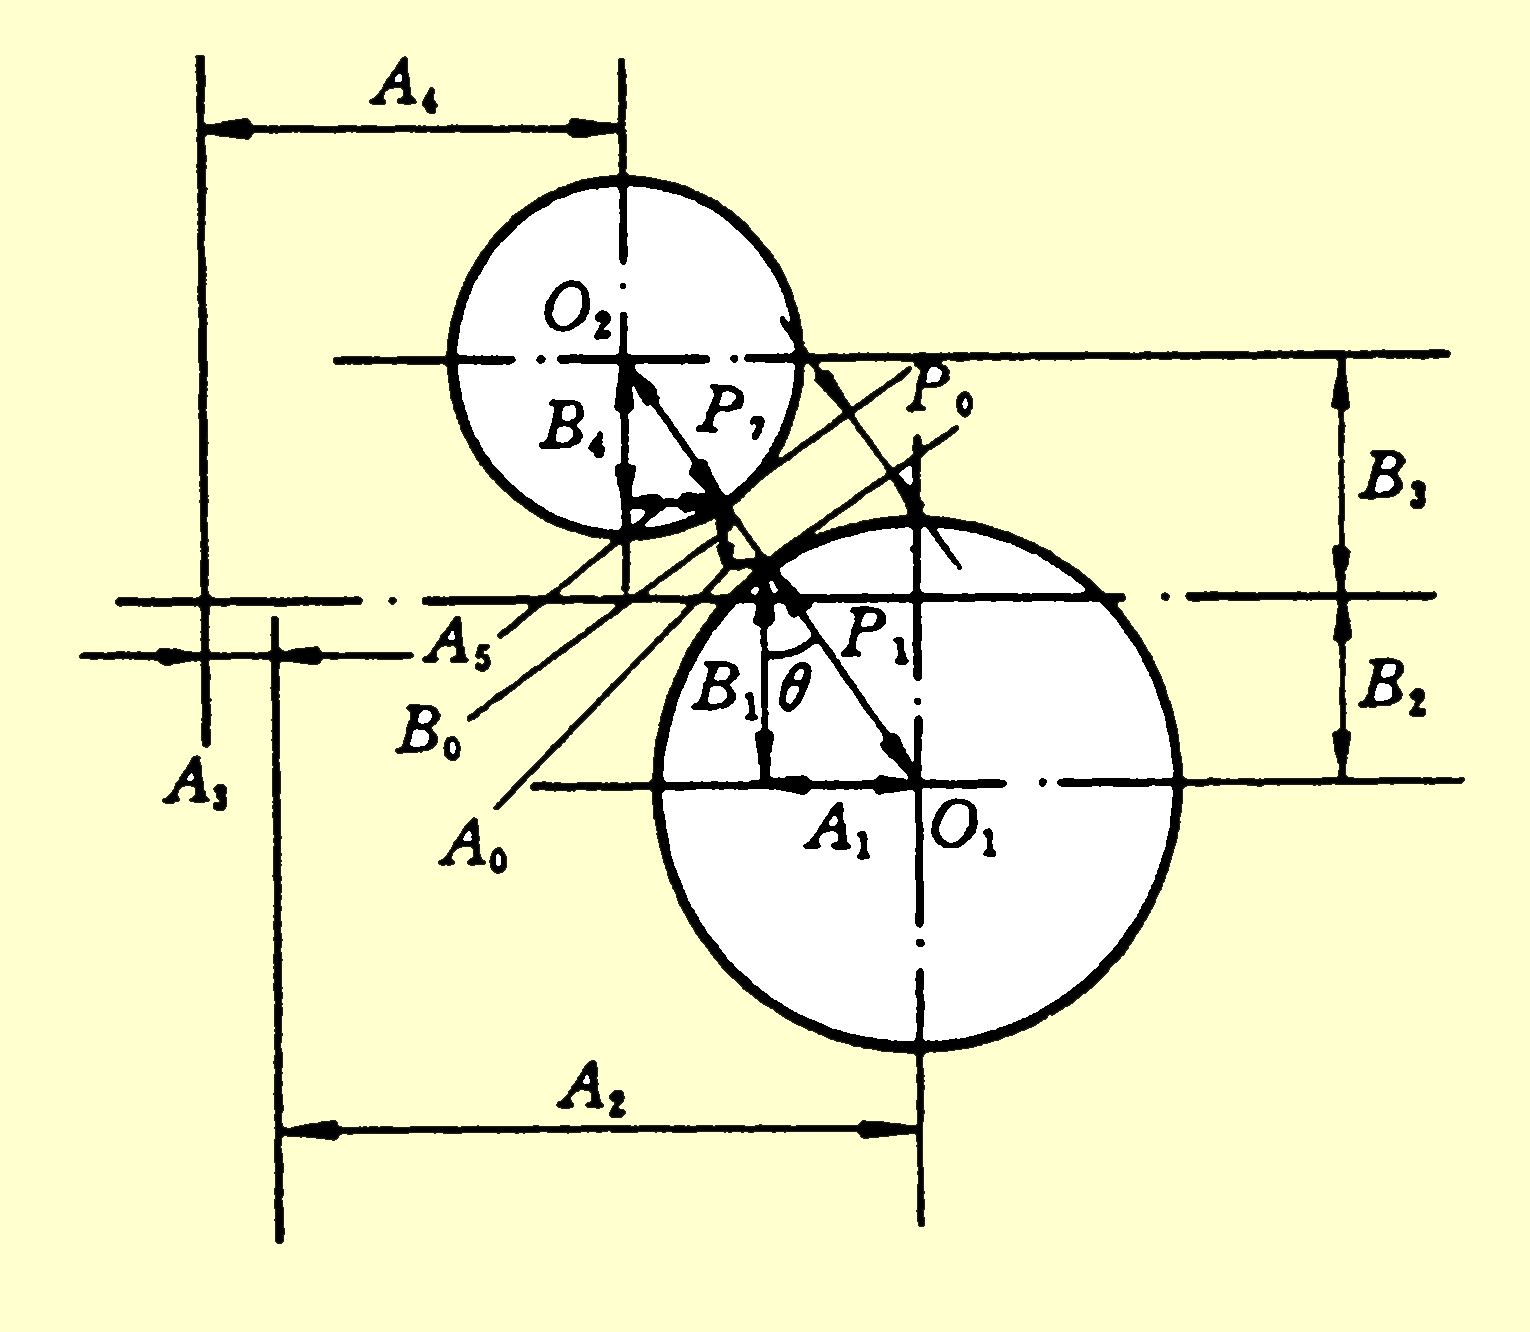 A₄
O₂
P₇
P₀
B₄
B₃
A₅
P₁
B₁
θ
B₂
B₀
A₃
A₁
O₁
A₀
A₂